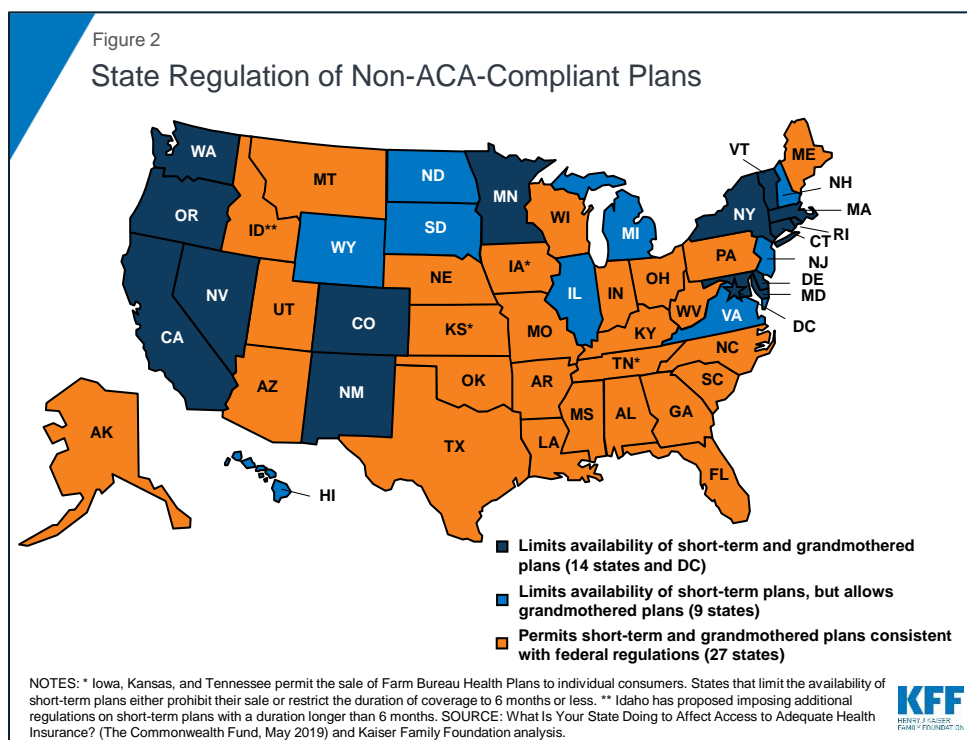 Figure 2
State Regulation of Non-ACA-Compliant Plans
WA
MT
ND
MN
VT
ME
OR
ID**
WY
SD
WI
MI
NY
NH
MA
RI
CT
NJ
DE
MD
DC
PA
NV
UT
CO
NE
IA*
IL
IN
OH
WV
VA
CA
KS*
MO
KY
NC
TN*
SC
AZ
NM
OK
AR
MS
AL
GA
TX
LA
FL
AK
HI
Limits availability of short-term and grandmothered
plans (14 states and DC)
Limits availability of short-term plans, but allows
grandmothered plans (9 states)
Permits short-term and grandmothered plans consistent
with federal regulations (27 states)
NOTES: * Iowa, Kansas, and Tennessee permit the sale of Farm Bureau Health Plans to individual consumers. States that limit the availability of
short-term plans either prohibit their sale or restrict the duration of coverage to 6 months or less. ** Idaho has proposed imposing additional
regulations on short-term plans with a duration longer than 6 months. SOURCE: What Is Your State Doing to Affect Access to Adequate Health
Insurance? (The Commonwealth Fund, May 2019) and Kaiser Family Foundation analysis.
KFF
HENRY J KAISER
FAMILY FOUNDATION